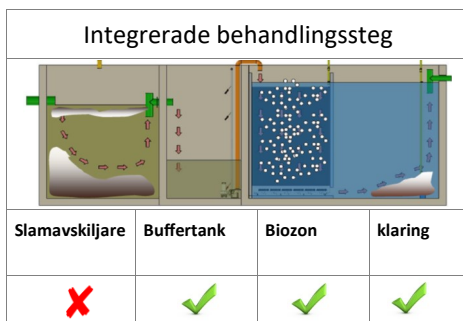 Integrerade behandlingssteg
Slamavskiljare Buffertank Biozon klaring